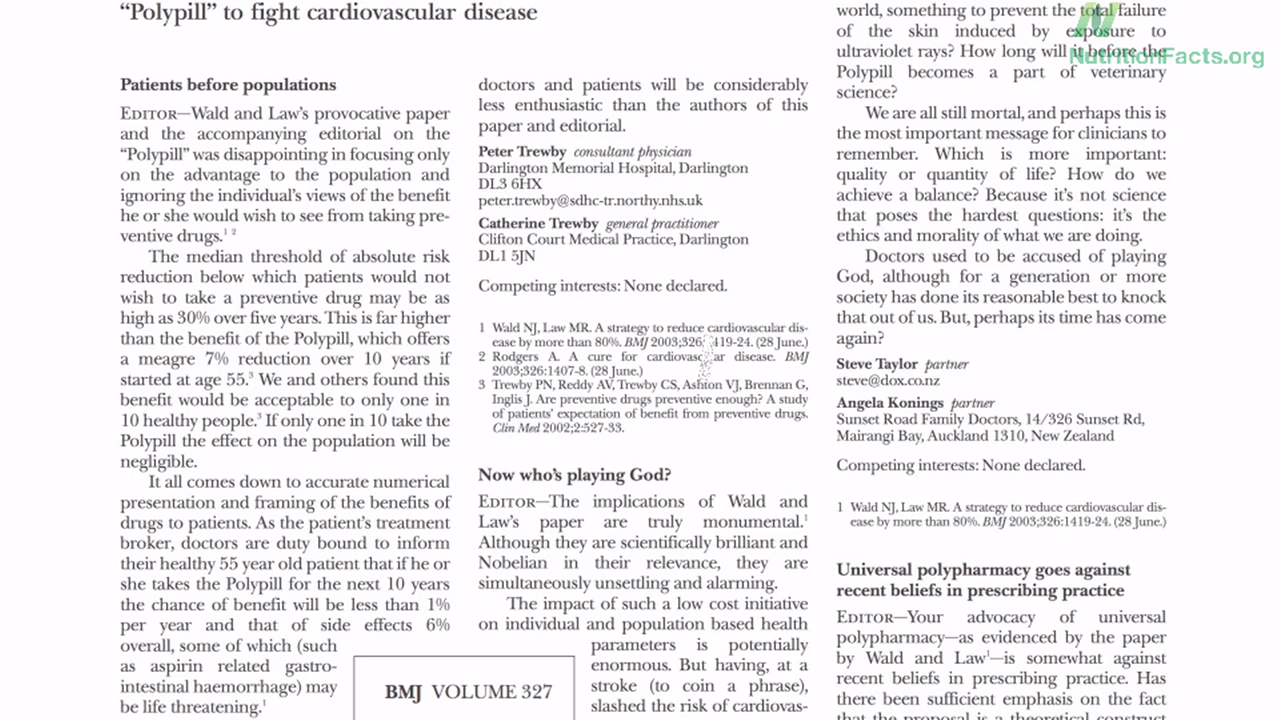 “Polypill” to fight cardiovascular disease
Patients before populations
EDITOR—Wald and Law’s provocative paper
and the accompanying editorial on the
“Polypill” was disappointing in focusing only
on the advantage to the population and
ignoring the individual’s views of the benefit
he or she would wish to see from taking pre-
ventive drugs.1 2
The median threshold of absolute risk
reduction below which patients would not
wish to take a preventive drug may be as
high as 30% over five years. This is far higher
than the benefit of the Polypill, which offers
a meagre 7% reduction over 10 years if
started at age 55.3 We and others found this
benefit would be acceptable to only one in
10 healthy people.3 If only one in 10 take the
Polypill the effect on the population will be
negligible.
It all comes down to accurate numerical
presentation and framing of the benefits of
drugs to patients. As the patient’s treatment
broker, doctors are duty bound to inform
their healthy 55 year old patient that if he or
she takes the Polypill for the next 10 years
the chance of benefit will be less than 1%
per year and that of side effects 6%
overall, some of which (such
as aspirin related gastro-
intestinal haemorrhage) may
be life threatening.1
doctors and patients will be considerably
less enthusiastic than the authors of this
paper and editorial.
Peter Trewby consultant physician
Darlington Memorial Hospital, Darlington
DL3 6HX
peter.trewby@sdhc-tr.northy.nhs.uk
Catherine Trewby general practitioner
Clifton Court Medical Practice, Darlington
DL1 5JN
Competing interests: None declared.
1 Wald NJ, Law MR. A strategy to reduce cardiovascular dis-
ease by more than 80%. BMJ 2003;326:1419-24. (28 June.)
2 Rodgers A. A cure for cardiovascular disease. BMJ
2003;326:1407-8. (28 June.)
3 Trewby PN, Reddy AV, Trewby CS, Ashton VJ, Brennan G,
Inglis J. Are preventive drugs preventive enough? A study
of patients’ expectation of benefit from preventive drugs.
Clin Med 2002;2:527-33.
Now who’s playing God?
EDITOR—The implications of Wald and
Law’s paper are truly monumental.1
Although they are scientifically brilliant and
Nobelian in their relevance, they are
simultaneously unsettling and alarming.
The impact of such a low cost initiative
on individual and population based health
parameters is potentially
enormous. But having, at a
stroke (to coin a phrase),
slashed the risk of cardiovas-
BMJ VOLUME 327
world, something to prevent the total failure
of the skin induced by exposure to
ultraviolet rays? How long will it before the
Polypill becomes a part of veterinary
science?
We are all still mortal, and perhaps this is
the most important message for clinicians to
remember. Which is more important:
quality or quantity of life? How do we
achieve a balance? Because it’s not science
that poses the hardest questions: it’s the
ethics and morality of what we are doing.
Doctors used to be accused of playing
God, although for a generation or more
society has done its reasonable best to knock
that out of us. But, perhaps its time has come
again?
Steve Taylor partner
steve@dox.co.nz
Angela Konings partner
Sunset Road Family Doctors, 14/326 Sunset Rd,
Mairangi Bay, Auckland 1310, New Zealand
Competing interests: None declared.
1 Wald NJ, Law MR. A strategy to reduce cardiovascular dis-
ease by more than 80%. BMJ 2003;326:1419-24. (28 June.)
Universal polypharmacy goes against
recent beliefs in prescribing practice
EDITOR—Your advocacy of universal
polypharmacy—as evidenced by the paper
by Wald and Law1—is somewhat against
recent beliefs in prescribing practice. Has
there been sufficient emphasis on the fact
that the proposal is a theoretical construct
NutritionFacts.org